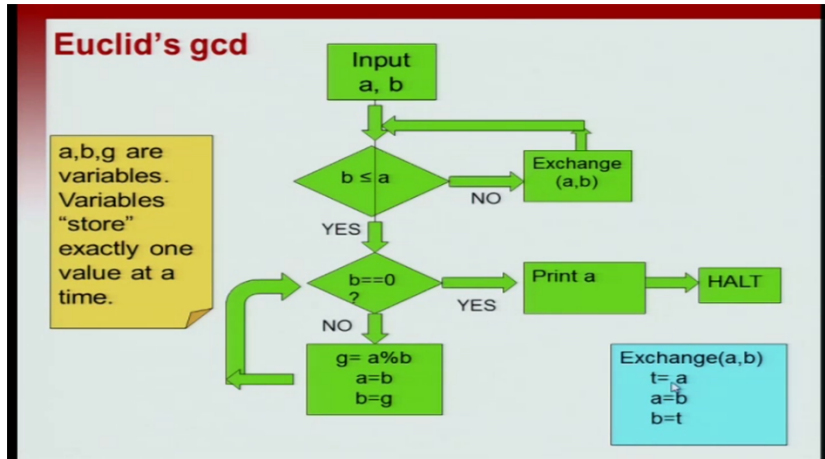 Euclid's gcd
Input
a, b
a,b,g are
variables.
Variables
“store”
exactly one
value at a
time.
b ≤ a
NO
Exchange
(a,b)
YES
b==0
?
YES
Print a
HALT
NO
g= a%b
a=b
b=g
Exchange(a,b)
t= a
a=b
b=t